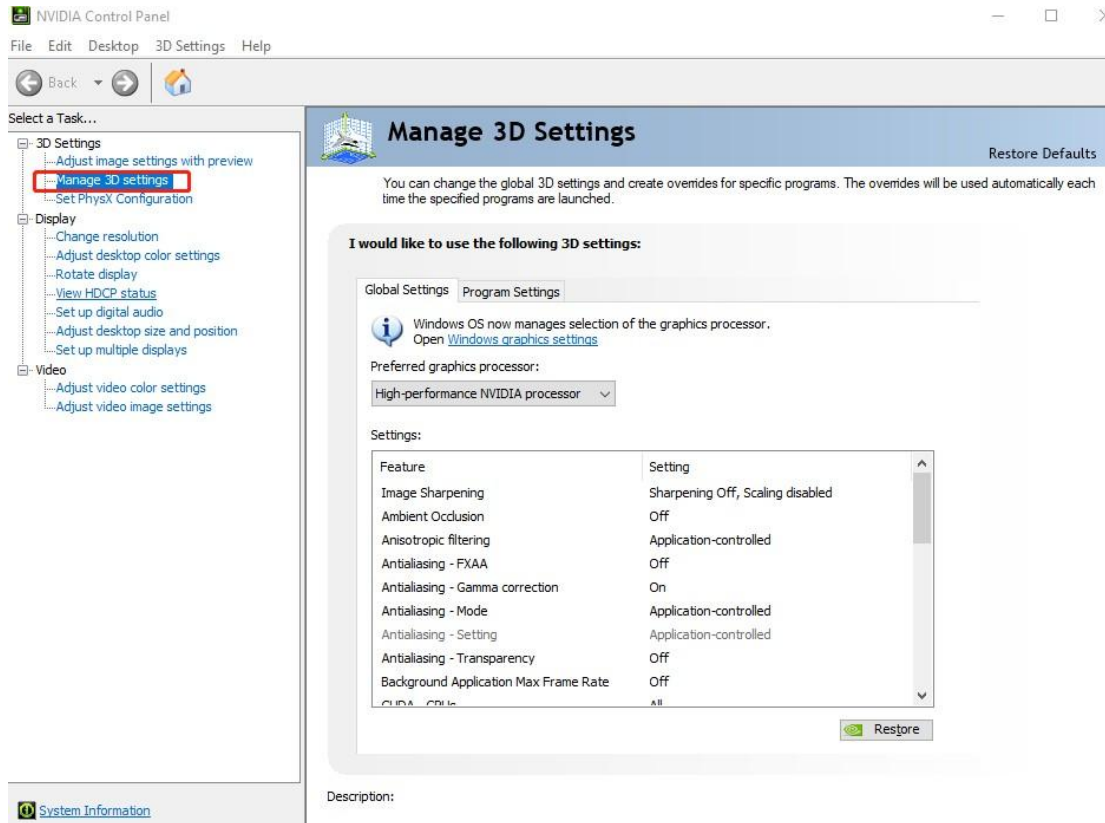 NVIDIA Control Panel
File Edit Desktop 3D Settings Help
Back
Select a Task...
3D Settings
Adjust image settings with preview
Manage 3D settings
Set PhysX Configuration
Display
Change resolution
Adjust desktop color settings
Rotate display
View HDCP status
Set up digital audio
Adjust desktop size and position
Set up multiple displays
Video
Adjust video color settings
Adjust video image settings
System Information
Manage 3D Settings
Restore Defaults
You can change the global 3D settings and create overrides for specific programs. The overrides will be used automatically each
time the specified programs are launched.
I would like to use the following 3D settings:
Global Settings Program Settings
Windows OS now manages selection of the graphics processor.
Open Windows graphics settings
Preferred graphics processor:
High-performance NVIDIA processor
Settings:
Feature Setting
Image Sharpening Sharpening Off, Scaling disabled
Ambient Occlusion Off
Anisotropic filtering Application-controlled
Antialiasing - FXAA Off
Antialiasing - Gamma correction On
Antialiasing - Mode Application-controlled
Antialiasing - Setting Application-controlled
Antialiasing - Transparency Off
Background Application Max Frame Rate Off
CUDA - GPUs All
Restore
Description: